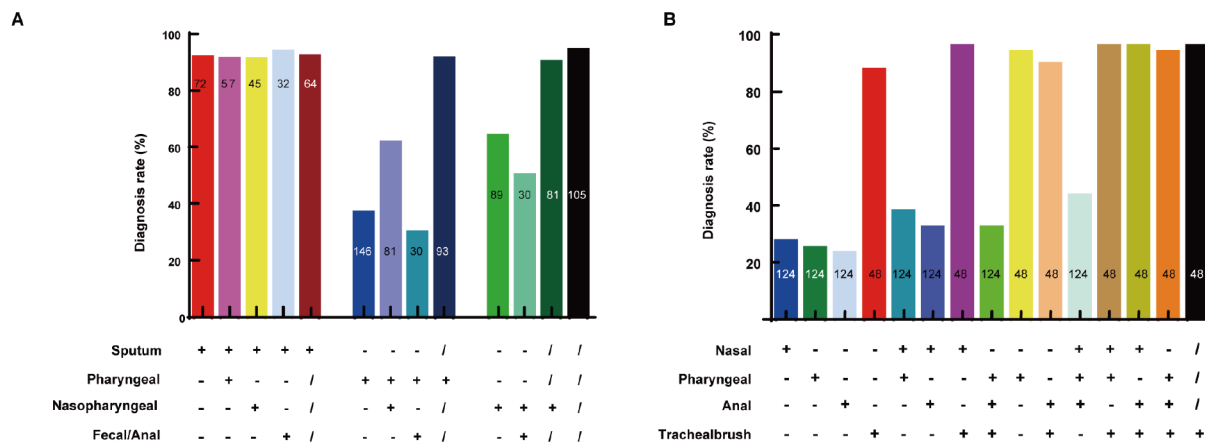 A
Diagnosis rate (%)
100
80
60
40
20
0
72 57 45 32 64 146 81 30 93 89 30 81 105
Sputum + + + + + - - - / - - / /
Pharyngeal - + - - / + + + + - - / /
Nasopharyngeal - - + - / - + - / + + + /
Fecal/Anal - - - + / - - + / - + / /
B
Diagnosis rate (%)
100
80
60
40
20
124 124 124 48 124 124 48 124 48 48 124 48 48 48 48
Nasal + - - - + + + - - - + + + - /
Pharyngeal - + - - + - - + + - + + - + /
Anal - - + - - + - + - + + - + + /
Trachealbrush - - - + - - + - + + - + + + +